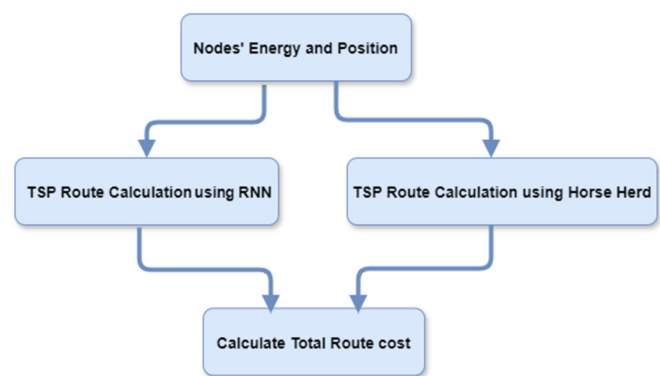 Nodes' Energy and Position
TSP Route Calculation using RNN
TSP Route Calculation using Horse Herd
Calculate Total Route cost